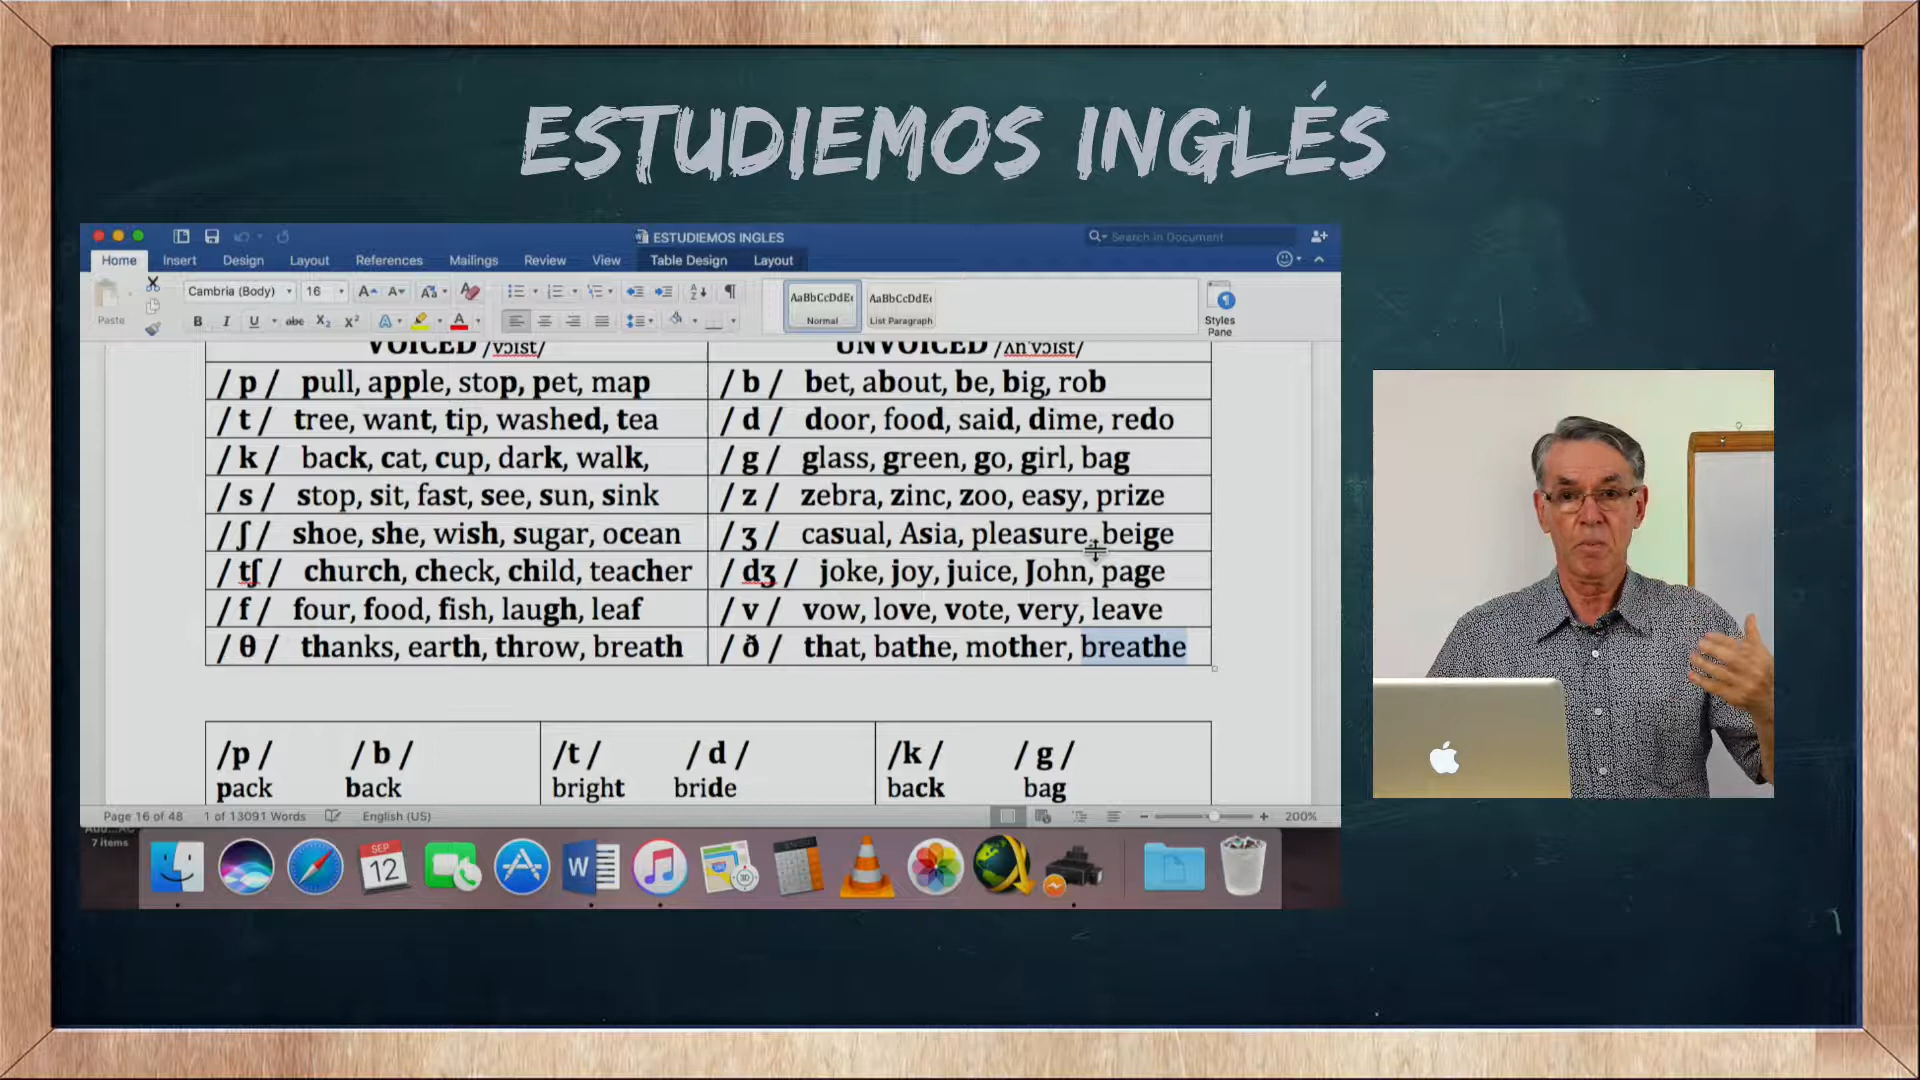 ESTUDIEMOS INGLÉS
ESTUDIEMOS INGLES
Search in Document
Home Insert Design Layout References Mailings Review View Table Design Layout
Paste
Cambria (Body) 16
B I U abc X₂ X²
AaBbCcDdEe AaBbCcDdEe
Normal List Paragraph
Styles Pane
VOICED /vɔɪst/ UNVOICED /ʌnˈvɔɪst/
/ p / pull, apple, stop, pet, map / b / bet, about, be, big, rob
/ t / tree, want, tip, washed, tea / d / door, food, said, dime, redo
/ k / back, cat, cup, dark, walk, / g / glass, green, go, girl, bag
/ s / stop, sit, fast, see, sun, sink / z / zebra, zinc, zoo, easy, prize
/ ʃ / shoe, she, wish, sugar, ocean / ʒ / casual, Asia, pleasure, beige
/ tʃ / church, check, child, teacher / dʒ / joke, joy, juice, John, page
/ f / four, food, fish, laugh, leaf / v / vow, love, vote, very, leave
/ θ / thanks, earth, throw, breath / ð / that, bathe, mother, breathe
/p / / b / /t / / d / /k / / g /
pack back bright bride back bag
Page 16 of 48 1 of 13091 Words English (US) 200%
7 items
SEP
12
W